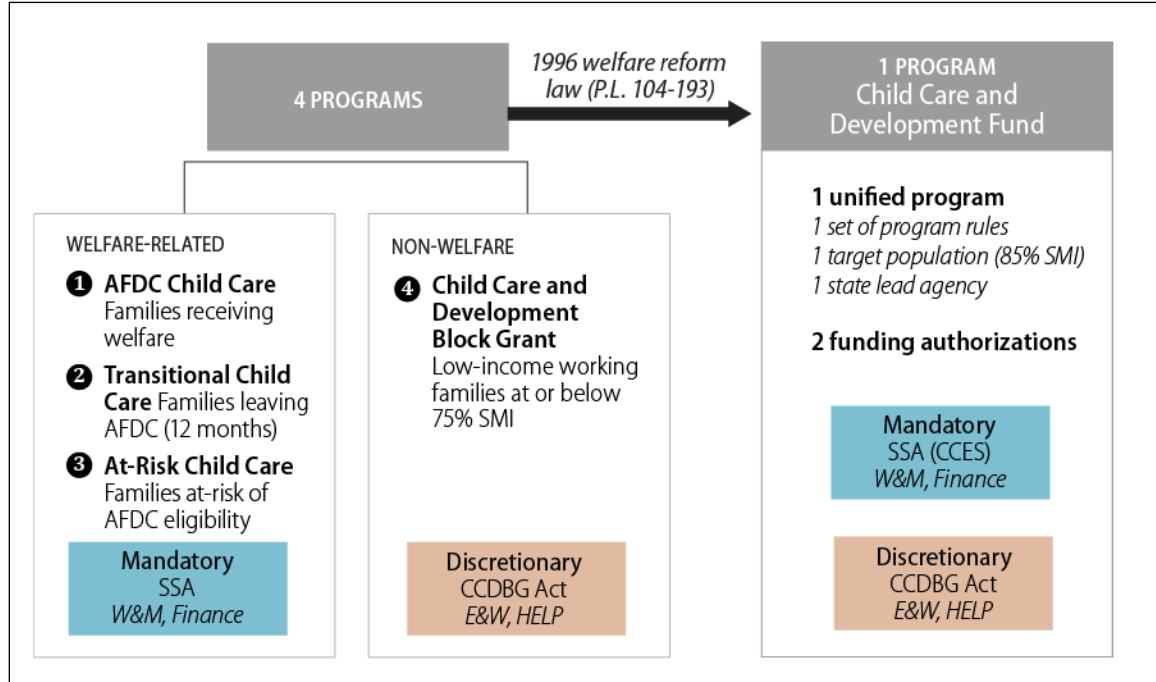 4 PROGRAMS
1996 welfare reform
law (P.L. 104-193)
1 PROGRAM
Child Care and
Development Fund
WELFARE-RELATED
1 AFDC Child Care
Families receiving
welfare
2 Transitional Child
Care Families leaving
AFDC (12 months)
3 At-Risk Child Care
Families at-risk of
AFDC eligibility
Mandatory
SSA
W&M, Finance
NON-WELFARE
4 Child Care and
Development
Block Grant
Low-income working
families at or below
75% SMI
Discretionary
CCDBG Act
E&W, HELP
1 unified program
1 set of program rules
1 target population (85% SMI)
1 state lead agency
2 funding authorizations
Mandatory
SSA (CCES)
W&M, Finance
Discretionary
CCDBG Act
E&W, HELP